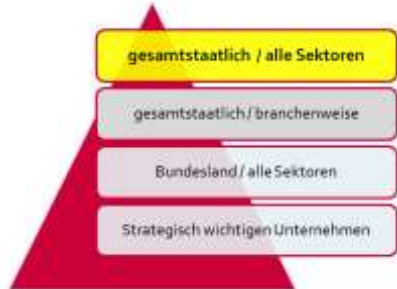 gesamtstaatlich / alle Sektoren
gesamtstaatlich / branchenweise
Bundesland / alle Sektoren
Strategisch wichtigen Unternehmen